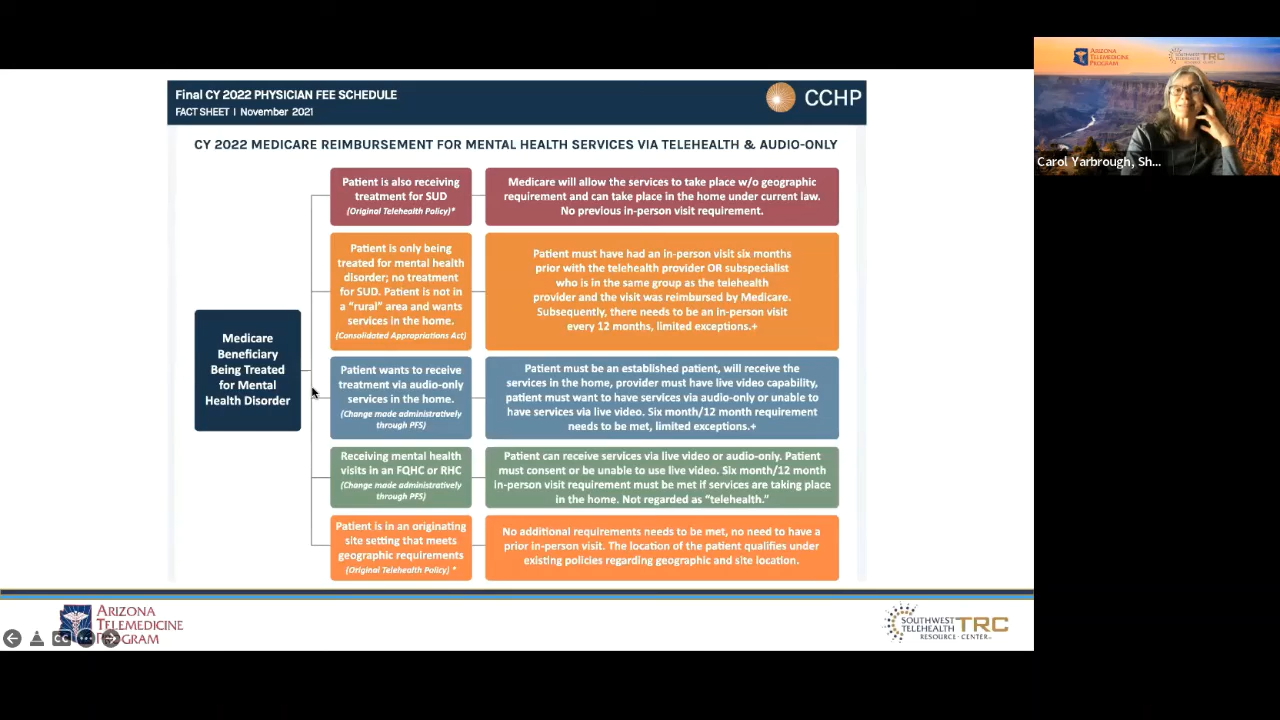 Final CY 2022 PHYSICIAN FEE SCHEDULE
FACT SHEET | November 2021
CCHP
CY 2022 MEDICARE REIMBURSEMENT FOR MENTAL HEALTH SERVICES VIA TELEHEALTH & AUDIO-ONLY
Medicare
Beneficiary
Being Treated
for Mental
Health Disorder
Patient is also receiving
treatment for SUD
(Original Telehealth Policy)*
Medicare will allow the services to take place w/o geographic
requirement and can take place in the home under current law.
No previous in-person visit requirement.
Patient is only being
treated for mental health
disorder; no treatment
for SUD. Patient is not in
a "rural" area and wants
services in the home.
(Consolidated Appropriations Act)
Patient must have had an in-person visit six months
prior with the telehealth provider OR subspecialist
who is in the same group as the telehealth
provider and the visit was reimbursed by Medicare.
Subsequently, there needs to be an in-person visit
every 12 months, limited exceptions.+
Patient wants to receive
treatment via audio-only
services in the home.
(Change made administratively
through PFS)
Patient must be an established patient, will receive the
services in the home, provider must have live video capability,
patient must want to have services via audio-only or unable to
have services via live video. Six month/12 month requirement
needs to be met, limited exceptions.+
Receiving mental health
visits in an FQHC or RHC
(Change made administratively
through PFS)
Patient can receive services via live video or audio-only. Patient
must consent or be unable to use live video. Six month/12 month
in-person visit requirement must be met if services are taking place
in the home. Not regarded as "telehealth."
Patient is in an originating
site setting that meets
geographic requirements
(Original Telehealth Policy) *
No additional requirements needs to be met, no need to have a
prior in-person visit. The location of the patient qualifies under
existing policies regarding geographic and site location.
ARIZONA
TELEMEDICINE
PROGRAM
CC
SOUTHWEST
TELEHEALTH
RESOURCE CENTER
TRC
ARIZONA
TELEMEDICINE
PROGRAM
TRC
Carol Yarbrough, Sh...